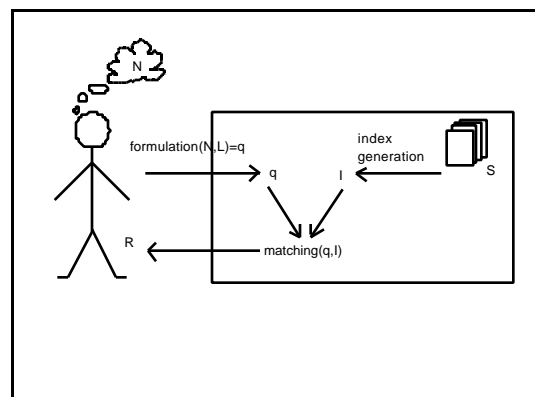 N
formulation(N,L)=q
index
generation
q
I
S
R
matching(q,I)